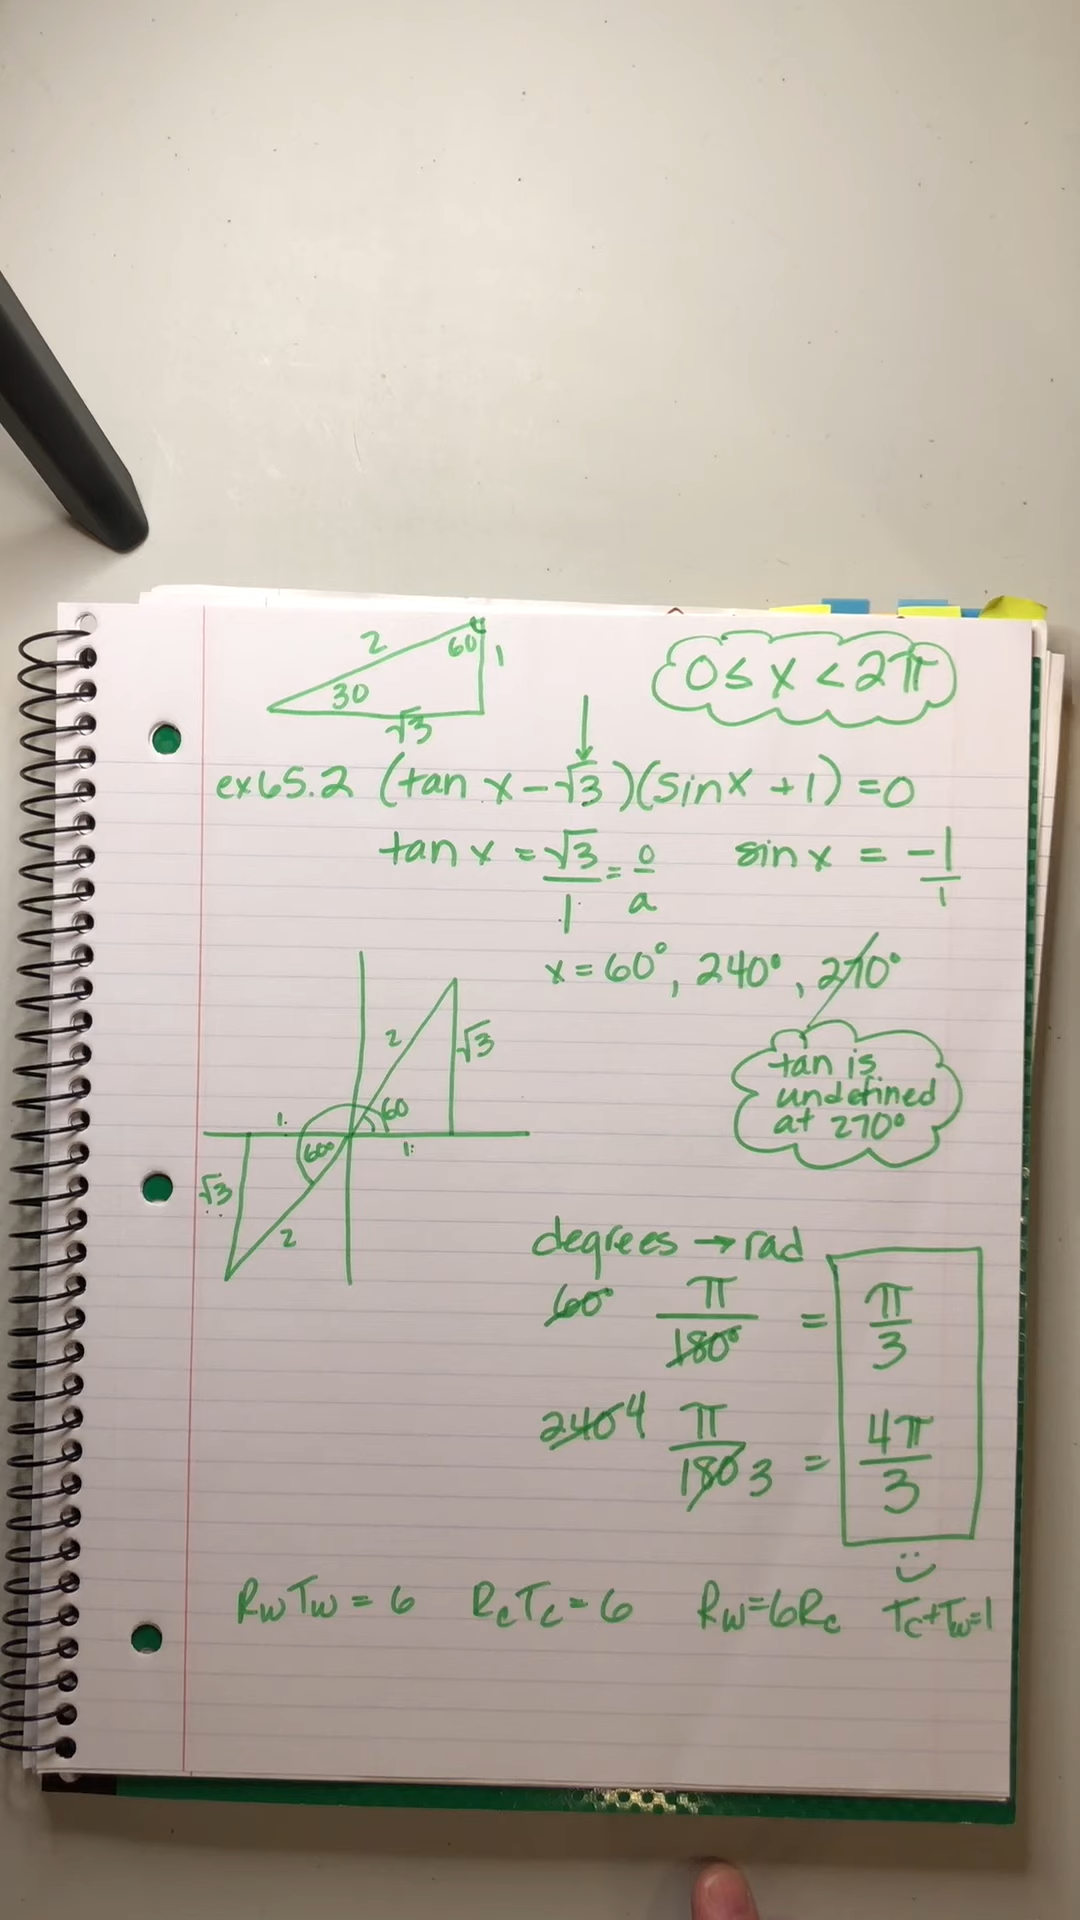 2 60 1
30
√3
0 ≤ x < 2π
ex 65.2 (tan x - √3)(sin x + 1) = 0
tan x = √3/1 = o/a sin x = -1/1
x = 60°, 240°, 270°
tan is
undefined
at 270°
2 √3
60
1
60° 1
√3
2
degrees → rad
60° π/180° = π/3
240 4 π/180 3 = 4π/3
RwTw = 6 RcTc = 6 Rw = 6Rc Tc + Tw = 1